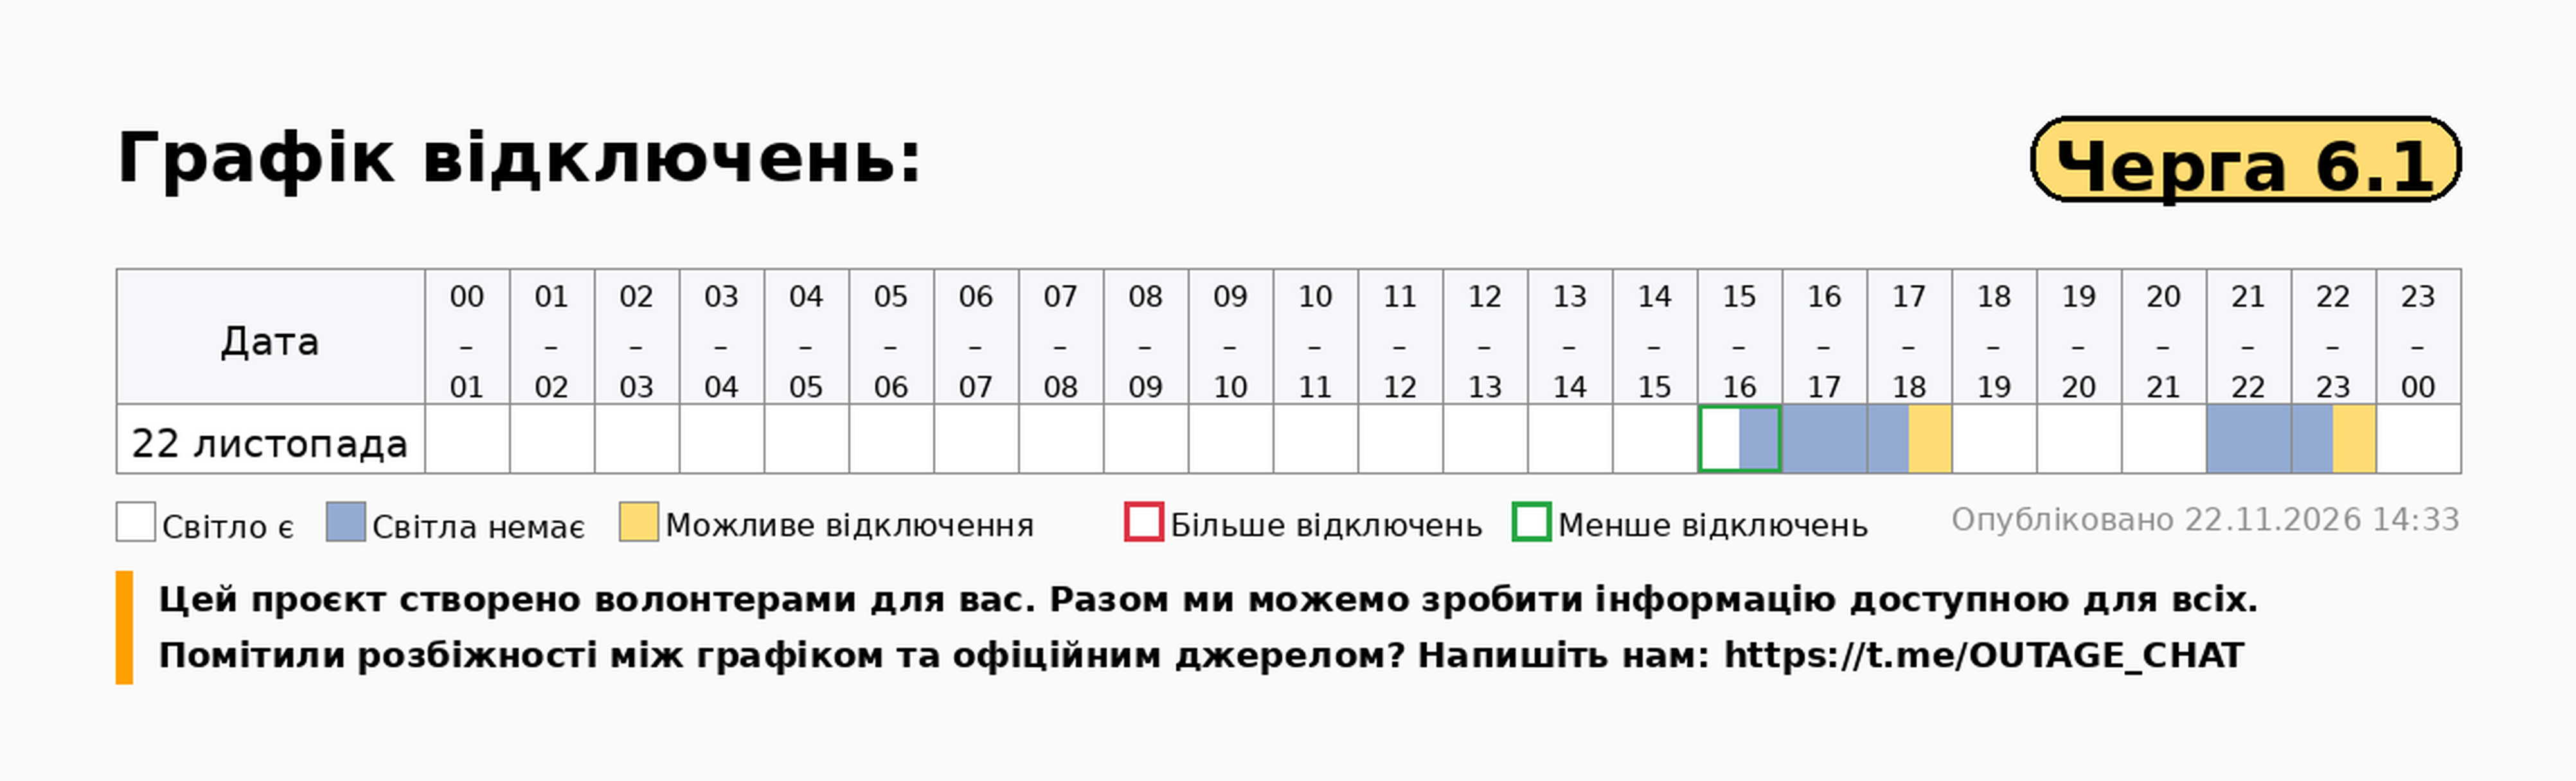 Графік відключень:
Черга 6.1
Дата
00 – 01
01 – 02
02 – 03
03 – 04
04 – 05
05 – 06
06 – 07
07 – 08
08 – 09
09 – 10
10 – 11
11 – 12
12 – 13
13 – 14
14 – 15
15 – 16
16 – 17
17 – 18
18 – 19
19 – 20
20 – 21
21 – 22
22 – 23
23 – 00
22 листопада
Світло є
Світла немає
Можливе відключення
Більше відключень
Менше відключень
Опубліковано 22.11.2026 14:33
Цей проєкт створено волонтерами для вас. Разом ми можемо зробити інформацію доступною для всіх.
Помітили розбіжності між графіком та офіційним джерелом? Напишіть нам: https://t.me/OUTAGE_CHAT